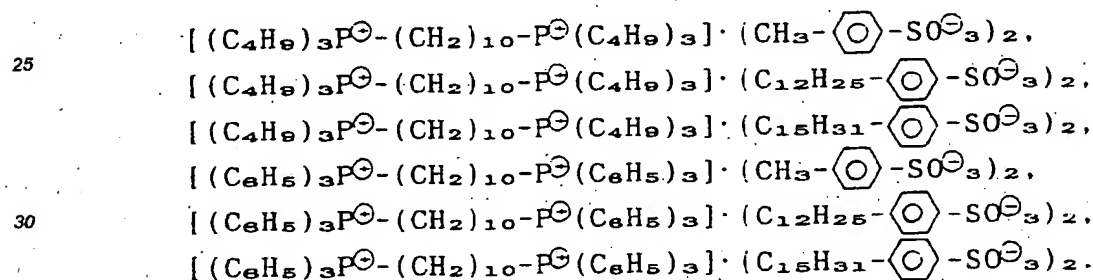 [(C₄H₉)₃P⊕-(CH₂)₁₀-P⊕(C₄H₉)₃]·(CH₃-⌬-SO⊖₃)₂,
25
[(C₄H₉)₃P⊕-(CH₂)₁₀-P⊕(C₄H₉)₃]·(C₁₂H₂₅-⌬-SO⊖₃)₂,
[(C₄H₉)₃P⊕-(CH₂)₁₀-P⊕(C₄H₉)₃]·(C₁₅H₃₁-⌬-SO⊖₃)₂,
[(C₆H₅)₃P⊕-(CH₂)₁₀-P⊕(C₆H₅)₃]·(CH₃-⌬-SO⊖₃)₂,
30
[(C₆H₅)₃P⊕-(CH₂)₁₀-P⊕(C₆H₅)₃]·(C₁₂H₂₅-⌬-SO⊖₃)₂,
[(C₆H₅)₃P⊕-(CH₂)₁₀-P⊕(C₆H₅)₃]·(C₁₅H₃₁-⌬-SO⊖₃)₂.